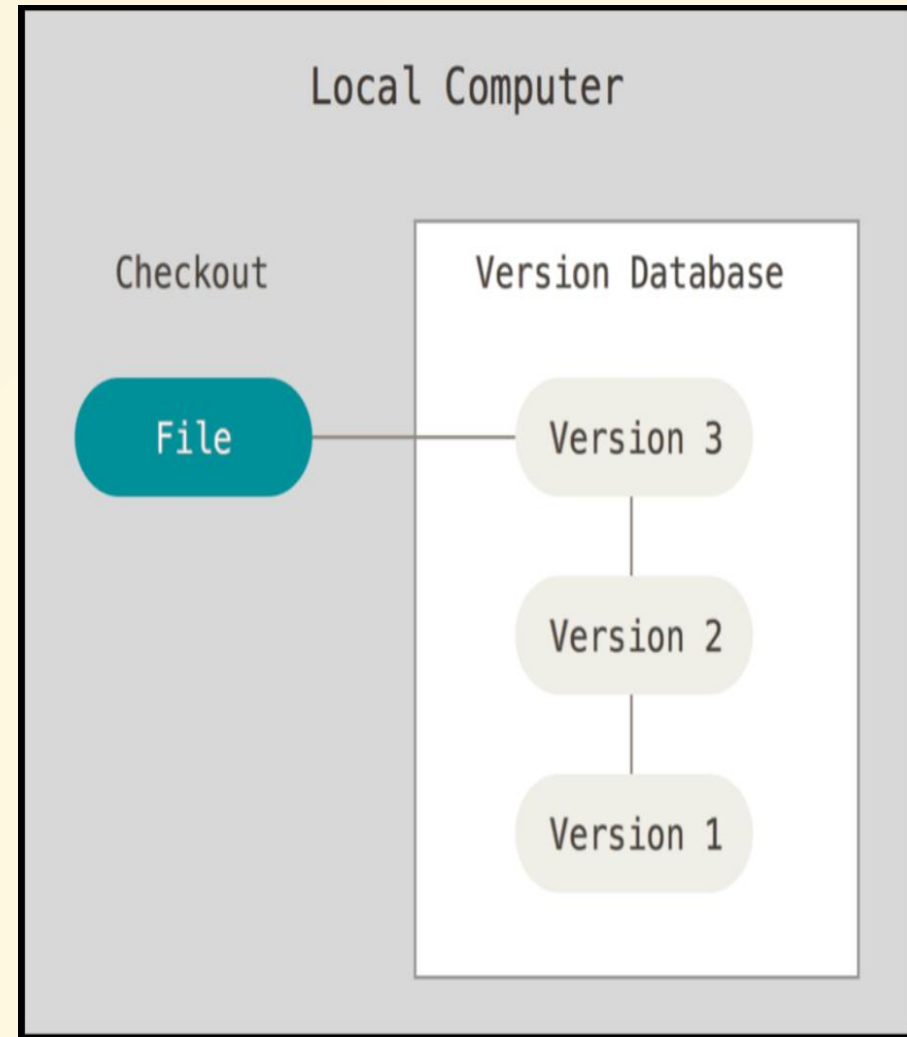 Local Computer
Checkout
Version Database
File
Version 3
Version 2
Version 1